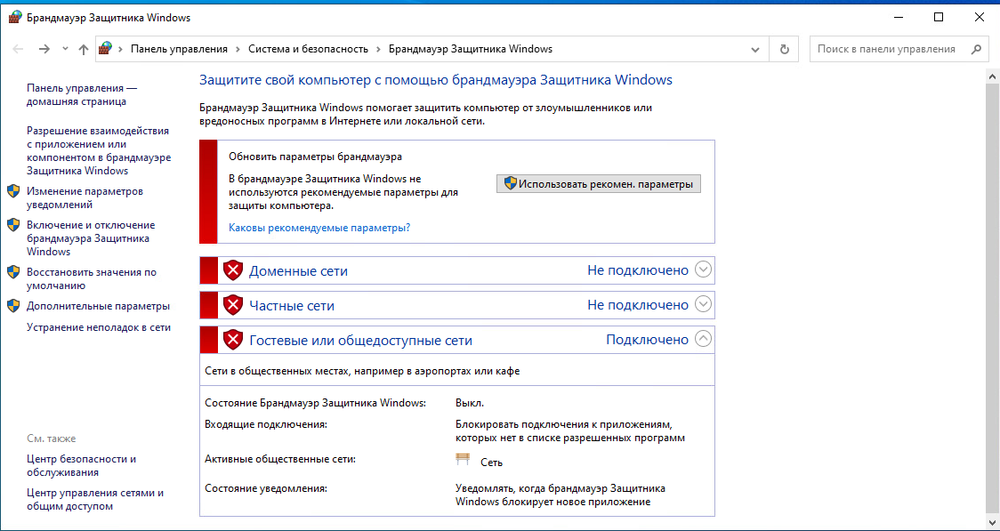 Брандмауэр Защитника Windows
Панель управления
Система и безопасность
Брандмауэр Защитника Windows
Поиск в панели управления
Панель управления —
домашняя страница
Разрешение взаимодействия
с приложением или
компонентом в брандмауэре
Защитника Windows
Изменение параметров
уведомлений
Включение и отключение
брандмауэра Защитника
Windows
Восстановить значения по
умолчанию
Дополнительные параметры
Устранение неполадок в сети
См. также
Центр безопасности и
обслуживания
Центр управления сетями и
общим доступом
Защитите свой компьютер с помощью брандмауэра Защитника Windows
Брандмауэр Защитника Windows помогает защитить компьютер от злоумышленников или
вредоносных программ в Интернете или локальной сети.
Обновить параметры брандмауэра
В брандмауэре Защитника Windows не
используются рекомендуемые параметры для
защиты компьютера.
Использовать рекомен. параметры
Каковы рекомендуемые параметры?
Доменные сети
Не подключено
Частные сети
Не подключено
Гостевые или общедоступные сети
Подключено
Сети в общественных местах, например в аэропортах или кафе
Состояние Брандмауэр Защитника Windows:
Выкл.
Входящие подключения:
Блокировать подключения к приложениям,
которых нет в списке разрешенных программ
Активные общественные сети:
Сеть
Состояние уведомления:
Уведомлять, когда брандмауэр Защитника
Windows блокирует новое приложение